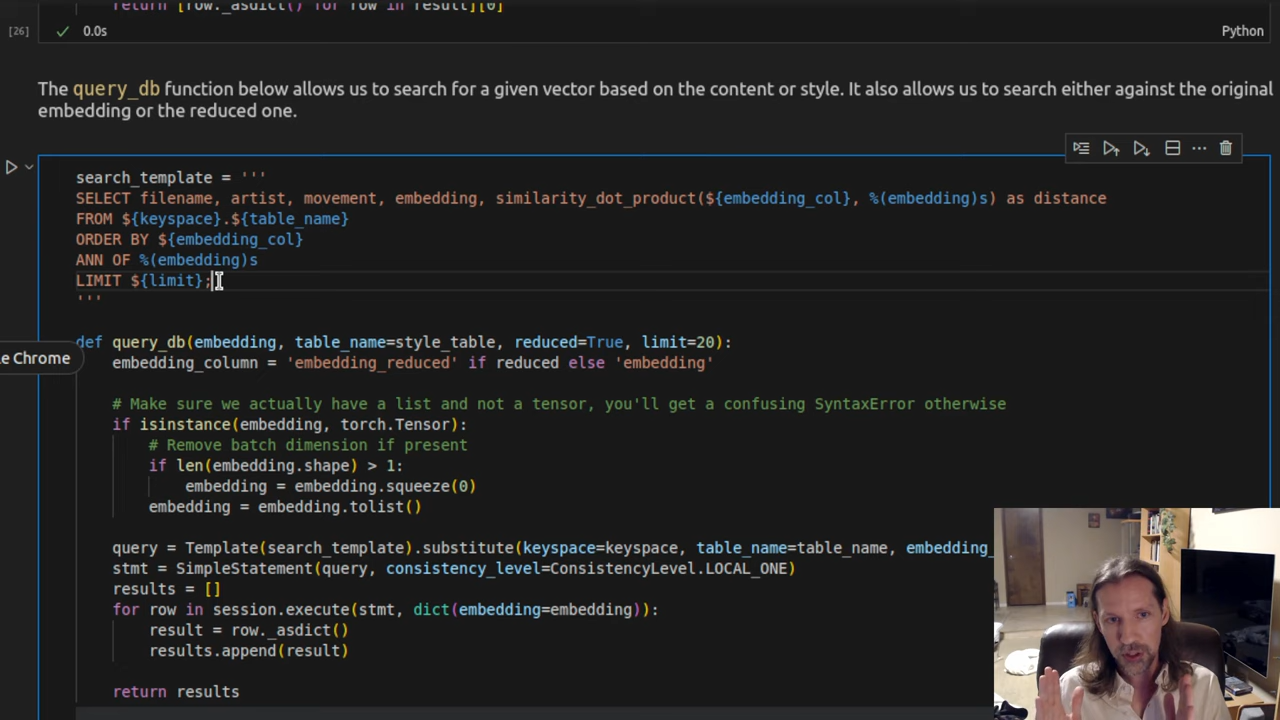 return [row._asdict() for row in result][0]
[26]
0.0s
Python
The query_db function below allows us to search for a given vector based on the content or style. It also allows us to search either against the original
embedding or the reduced one.
search_template = '''
SELECT filename, artist, movement, embedding, similarity_dot_product(${embedding_col}, %(embedding)s) as distance
FROM ${keyspace}.${table_name}
ORDER BY ${embedding_col}
ANN OF %(embedding)s
LIMIT ${limit};
'''
def query_db(embedding, table_name=style_table, reduced=True, limit=20):
le Chrome
embedding_column = 'embedding_reduced' if reduced else 'embedding'
# Make sure we actually have a list and not a tensor, you'll get a confusing SyntaxError otherwise
if isinstance(embedding, torch.Tensor):
# Remove batch dimension if present
if len(embedding.shape) > 1:
embedding = embedding.squeeze(0)
embedding = embedding.tolist()
query = Template(search_template).substitute(keyspace=keyspace, table_name=table_name, embedding_
stmt = SimpleStatement(query, consistency_level=ConsistencyLevel.LOCAL_ONE)
results = []
for row in session.execute(stmt, dict(embedding=embedding)):
result = row._asdict()
results.append(result)
return results